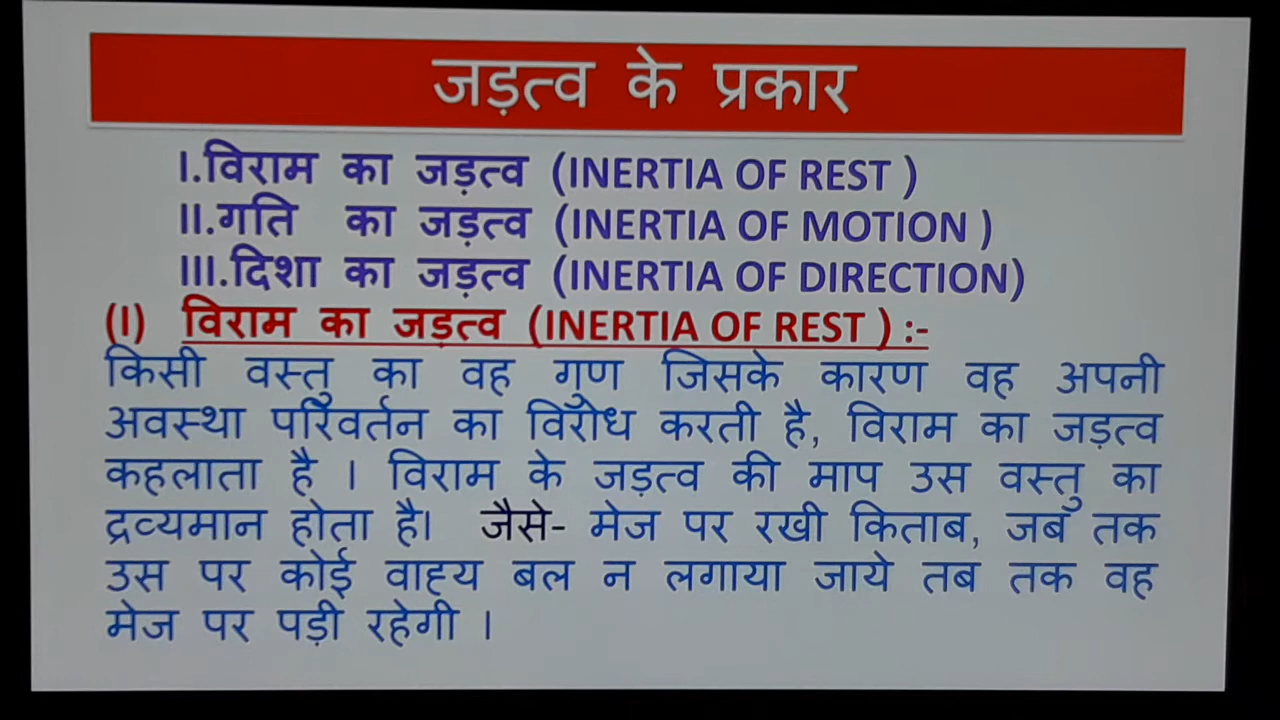 जड़त्व के प्रकार
I.विराम का जड़त्व (INERTIA OF REST )
II.गति का जड़त्व (INERTIA OF MOTION )
III.दिशा का जड़त्व (INERTIA OF DIRECTION)
(I) विराम का जड़त्व (INERTIA OF REST ) :-
किसी वस्तु का वह गुण जिसके कारण वह अपनी
अवस्था परिवर्तन का विरोध करती है, विराम का जड़त्व
कहलाता है । विराम के जड़त्व की माप उस वस्तु का
द्रव्यमान होता है। जैसे- मेज पर रखी किताब, जब तक
उस पर कोई वाह्य बल न लगाया जाये तब तक वह
मेज पर पड़ी रहेगी ।